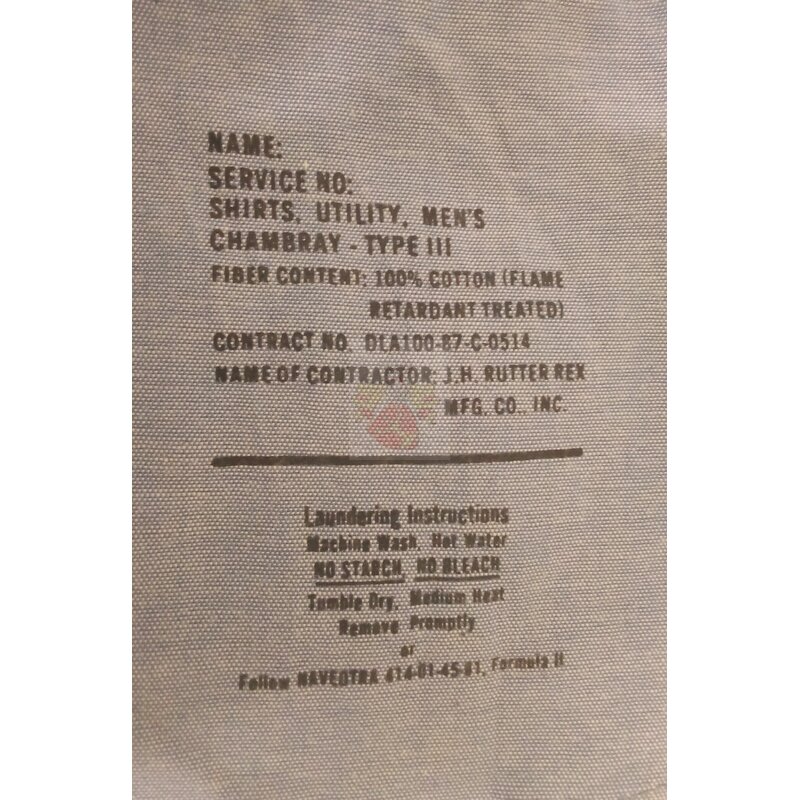 NAME:
SERVICE NO:
SHIRTS, UTILITY, MEN'S
CHAMBRAY - TYPE III
FIBER CONTENT: 100% COTTON (FLAME
RETARDANT TREATED)
CONTRACT NO. DLA100-87-C-0514
NAME OF CONTRACTOR: J.H. RUTTER REX
MFG. CO., INC.
Laundering Instructions
Machine Wash, Hot Water
NO STARCH, NO BLEACH
Tumble Dry, Medium Heat
Remove Promptly
or
Follow NAVEDTRA 414-01-45-81, Formula II